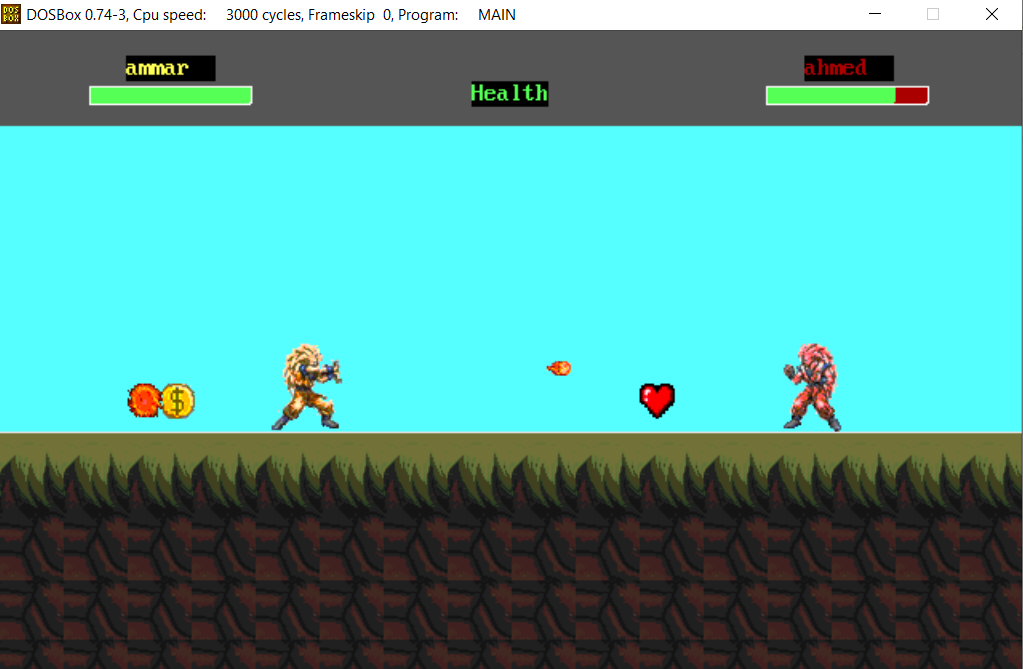 DOSBox 0.74-3, Cpu speed: 3000 cycles, Frameskip 0, Program: MAIN
ammar
ahmed
Health
$